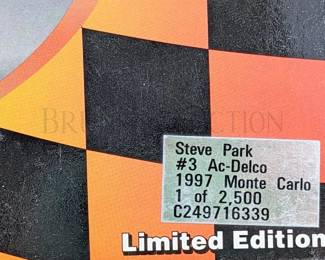 Steve Park
#3 Ac-Delco
1997 Monte Carlo
1 of 2,500
C249716339
Limited Edition